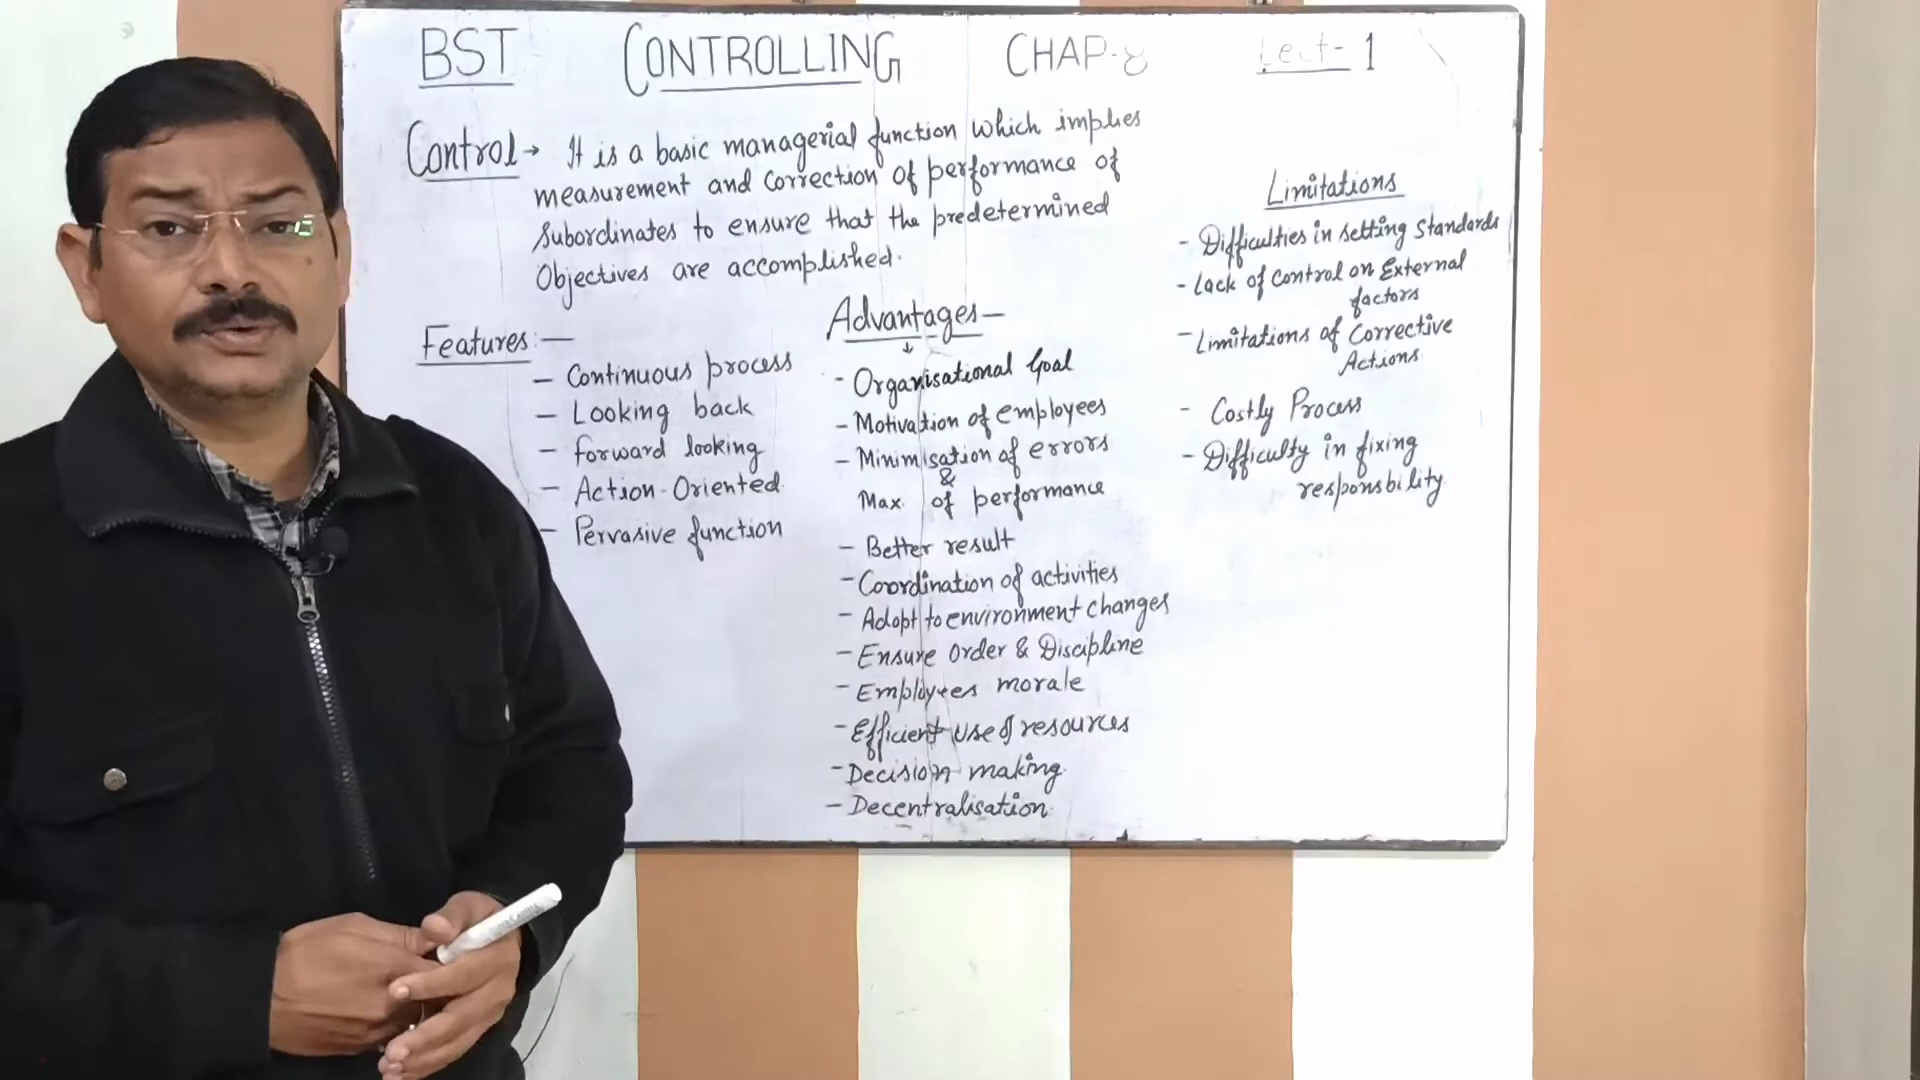 BST CONTROLLING CHAP-8 Lect-1
Control → It is a basic managerial function which implies
measurement and correction of performance of
subordinates to ensure that the predetermined
Objectives are accomplished.
Features:—
— Continuous process
— Looking back
— forward looking
— Action-Oriented
— Pervasive function
Advantages—
↓
- Organisational Goal
- Motivation of employees
- Minimisation of errors
&
Max. of performance
- Better result
- Coordination of activities
- Adopt to environment changes
- Ensure Order & Discipline
- Employees morale
- Efficient Use of resources
- Decision making
- Decentralisation
Limitations
- Difficulties in setting Standards
- Lack of Control on External
factors
- Limitations of Corrective
Actions
- Costly Process
- Difficulty in fixing
responsbility